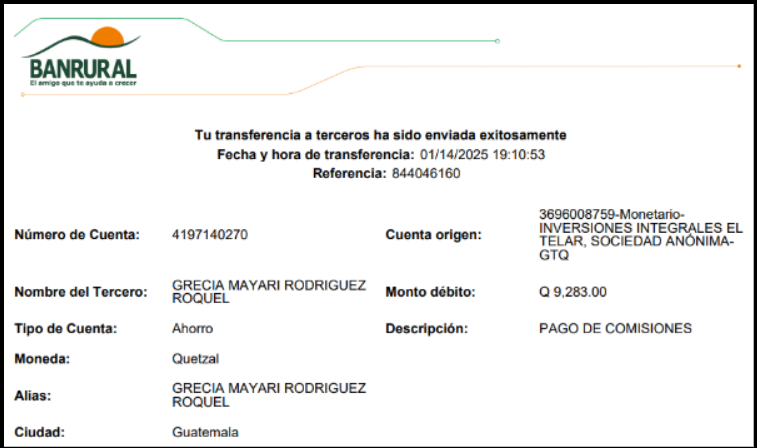 BANRURAL
El amigo que te ayuda a crecer
Tu transferencia a terceros ha sido enviada exitosamente
Fecha y hora de transferencia: 01/14/2025 19:10:53
Referencia: 844046160
Número de Cuenta: 4197140270
Cuenta origen: 3696008759-Monetario-
INVERSIONES INTEGRALES EL
TELAR, SOCIEDAD ANÓNIMA-
GTQ
Nombre del Tercero: GRECIA MAYARI RODRIGUEZ
ROQUEL
Monto débito: Q 9,283.00
Tipo de Cuenta: Ahorro
Descripción: PAGO DE COMISIONES
Moneda: Quetzal
Alias: GRECIA MAYARI RODRIGUEZ
ROQUEL
Ciudad: Guatemala